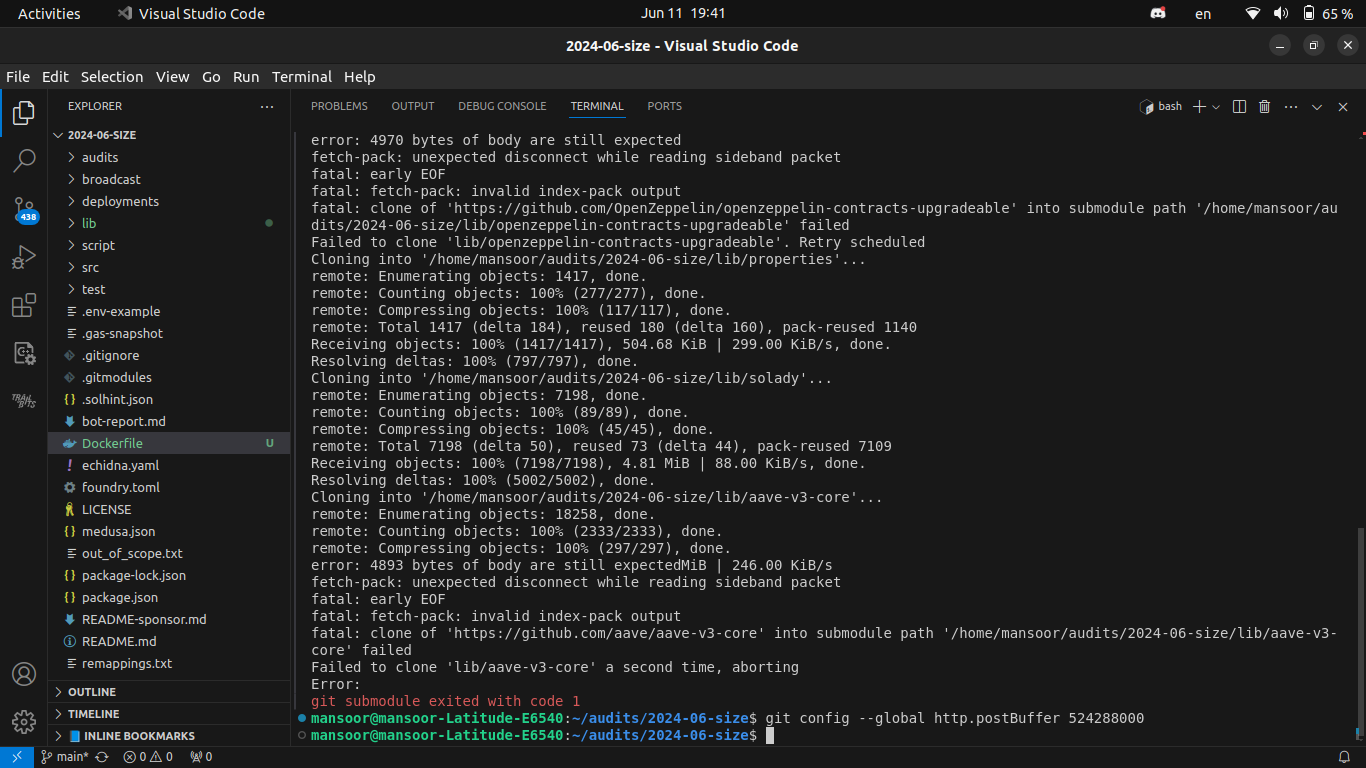 Activities
Visual Studio Code
Jun 11 19:41
en
65 %
2024-06-size - Visual Studio Code
File Edit Selection View Go Run Terminal Help
EXPLORER
2024-06-SIZE
audits
broadcast
deployments
lib
script
src
test
.env-example
.gas-snapshot
.gitignore
.gitmodules
.solhint.json
bot-report.md
Dockerfile U
echidna.yaml
foundry.toml
LICENSE
medusa.json
out_of_scope.txt
package-lock.json
package.json
README-sponsor.md
README.md
remappings.txt
OUTLINE
TIMELINE
INLINE BOOKMARKS
438
TRAIL OF BITS
PROBLEMS OUTPUT DEBUG CONSOLE TERMINAL PORTS
bash
error: 4970 bytes of body are still expected
fetch-pack: unexpected disconnect while reading sideband packet
fatal: early EOF
fatal: fetch-pack: invalid index-pack output
fatal: clone of 'https://github.com/OpenZeppelin/openzeppelin-contracts-upgradeable' into submodule path '/home/mansoor/au
dits/2024-06-size/lib/openzeppelin-contracts-upgradeable' failed
Failed to clone 'lib/openzeppelin-contracts-upgradeable'. Retry scheduled
Cloning into '/home/mansoor/audits/2024-06-size/lib/properties'...
remote: Enumerating objects: 1417, done.
remote: Counting objects: 100% (277/277), done.
remote: Compressing objects: 100% (117/117), done.
remote: Total 1417 (delta 184), reused 180 (delta 160), pack-reused 1140
Receiving objects: 100% (1417/1417), 504.68 KiB | 299.00 KiB/s, done.
Resolving deltas: 100% (797/797), done.
Cloning into '/home/mansoor/audits/2024-06-size/lib/solady'...
remote: Enumerating objects: 7198, done.
remote: Counting objects: 100% (89/89), done.
remote: Compressing objects: 100% (45/45), done.
remote: Total 7198 (delta 50), reused 73 (delta 44), pack-reused 7109
Receiving objects: 100% (7198/7198), 4.81 MiB | 88.00 KiB/s, done.
Resolving deltas: 100% (5002/5002), done.
Cloning into '/home/mansoor/audits/2024-06-size/lib/aave-v3-core'...
remote: Enumerating objects: 18258, done.
remote: Counting objects: 100% (2333/2333), done.
remote: Compressing objects: 100% (297/297), done.
error: 4893 bytes of body are still expectedMiB | 246.00 KiB/s
fetch-pack: unexpected disconnect while reading sideband packet
fatal: early EOF
fatal: fetch-pack: invalid index-pack output
fatal: clone of 'https://github.com/aave/aave-v3-core' into submodule path '/home/mansoor/audits/2024-06-size/lib/aave-v3-
core' failed
Failed to clone 'lib/aave-v3-core' a second time, aborting
Error:
git submodule exited with code 1
mansoor@mansoor-Latitude-E6540:~/audits/2024-06-size$ git config --global http.postBuffer 524288000
mansoor@mansoor-Latitude-E6540:~/audits/2024-06-size$
main* 0 0 0